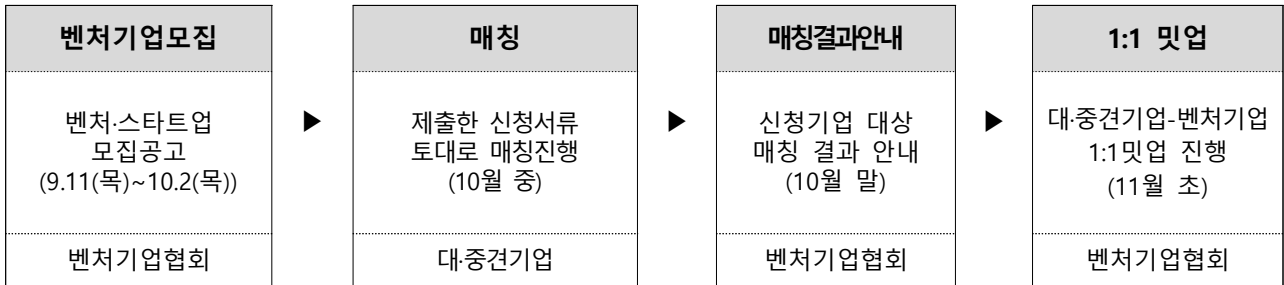 벤처기업모집
벤처·스타트업
모집공고
(9.11(목)~10.2(목))
벤처기업협회
▶
매칭
제출한 신청서류
토대로 매칭진행
(10월 중)
대·중견기업
▶
매칭결과안내
신청기업 대상
매칭 결과 안내
(10월 말)
벤처기업협회
▶
1:1 밋업
대·중견기업-벤처기업
1:1밋업 진행
(11월 초)
벤처기업협회